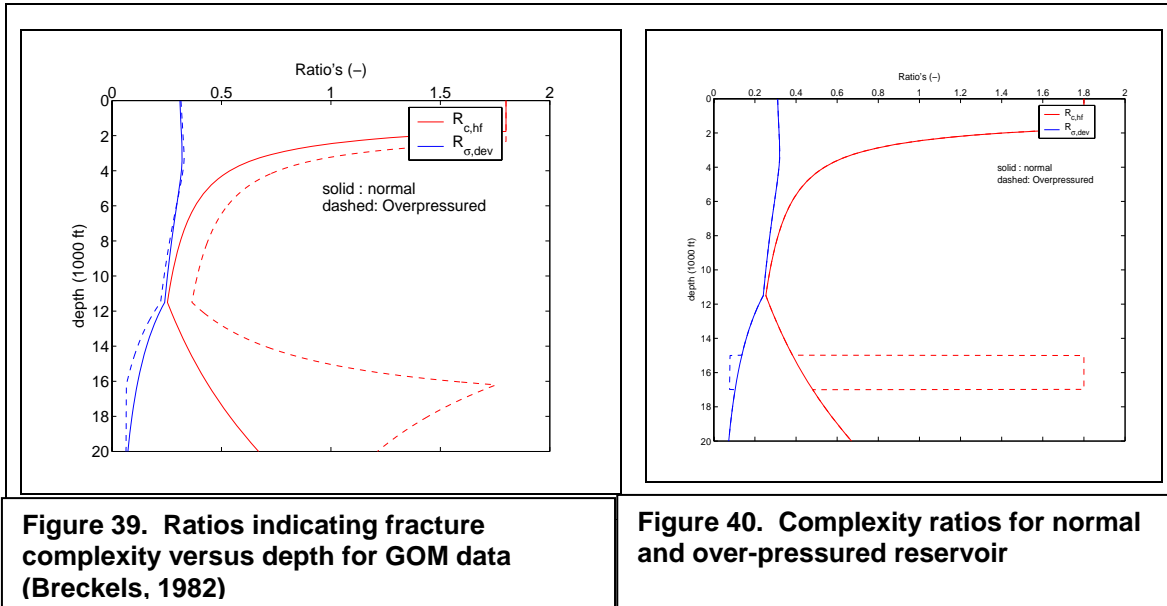 Ratio's (−)
0 0.5 1 1.5 2
0
2
4
6
8
10
12
14
16
18
20
depth (1000 ft)
R_c,hf
R_σ,dev
solid : normal
dashed: Overpressured
Figure 39. Ratios indicating fracture
complexity versus depth for GOM data
(Breckels, 1982)
Ratio's (−)
0 0.2 0.4 0.6 0.8 1 1.2 1.4 1.6 1.8 2
0
2
4
6
8
10
12
14
16
18
20
depth (1000 ft)
R_c,hf
R_σ,dev
solid : normal
dashed: Overpressured
Figure 40. Complexity ratios for normal
and over-pressured reservoir